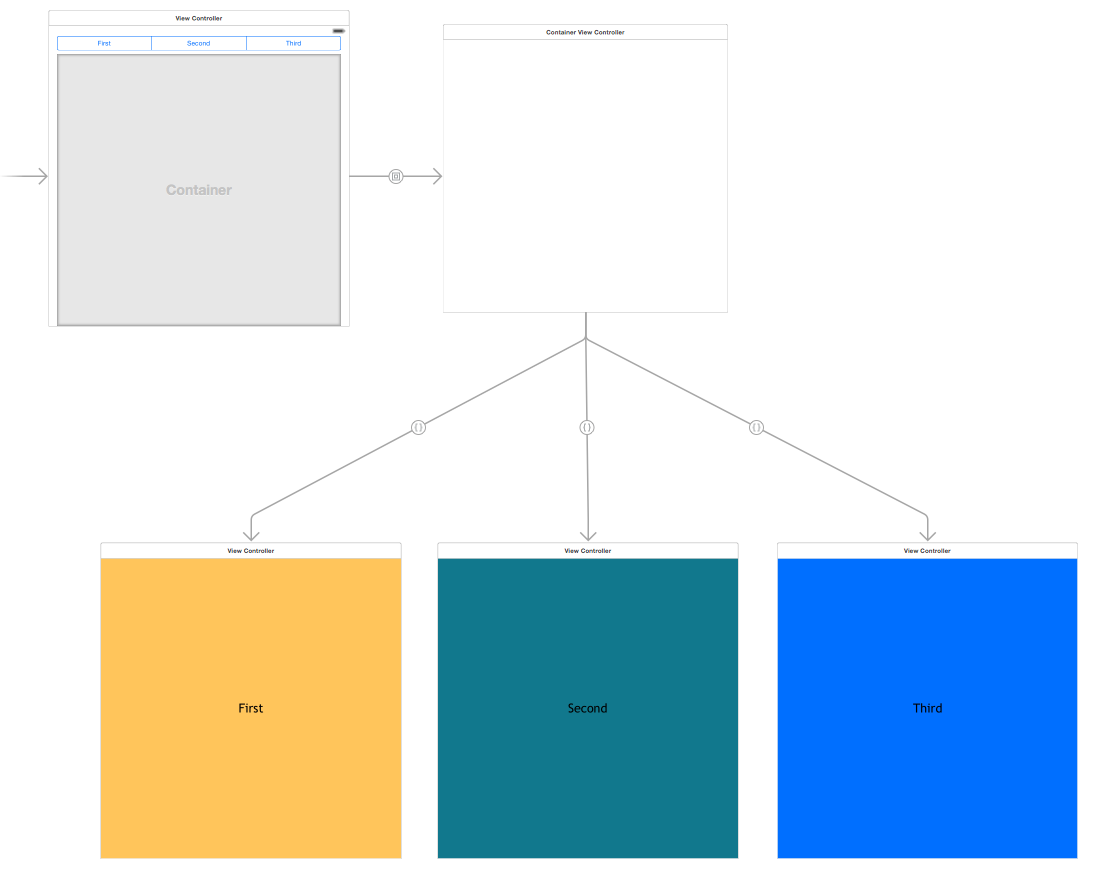 View Controller
First Second Third
Container
Container View Controller
View Controller
First
View Controller
Second
View Controller
Third